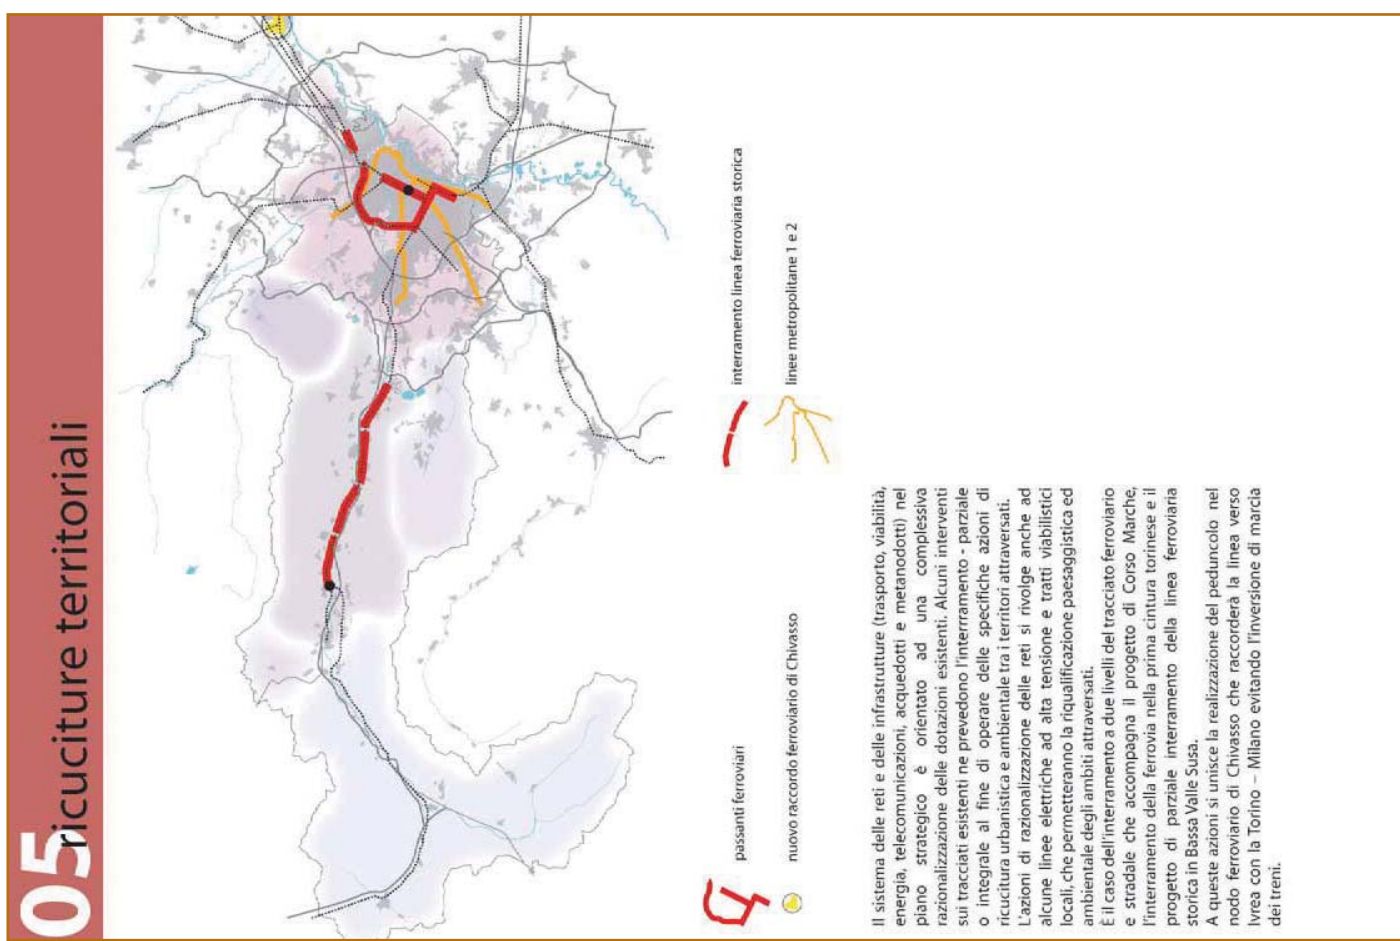 05
ricuciture territoriali
passanti ferroviari
nuovo raccordo ferroviario di Chivasso
interramento linea ferroviaria storica
linee metropolitane 1 e 2
Il sistema delle reti e delle infrastrutture (trasporto, viabilità,
energia, telecomunicazioni, acquedotti e metanodotti) nel
piano strategico è orientato ad una complessiva
razionalizzazione delle dotazioni esistenti. Alcuni interventi
sui tracciati esistenti ne prevedono l'interrramento - parziale
o integrale al fine di operare delle specifiche azioni di
ricucitura urbanistica e ambientale tra i territori attraversati.
L'azioni di razionalizzazione delle reti si rivolge anche ad
alcune linee elettriche ad alta tensione e tratti viabilistici
locali, che permetteranno la riqualificazione paesaggistica ed
ambientale degli ambiti attraversati.
È il caso dell'interramento a due livelli del tracciato ferroviario
e stradale che accompagna il progetto di Corso Marche,
l'interramento della ferrovia nella prima cintura torinese e il
progetto di parziale interramento della linea ferroviaria
storica in Bassa Valle Susa.
A queste azioni si unisce la realizzazione del peduncolo nel
nodo ferroviario di Chivasso che raccorderà la linea verso
Ivrea con la Torino – Milano evitando l'inversione di marcia
dei treni.